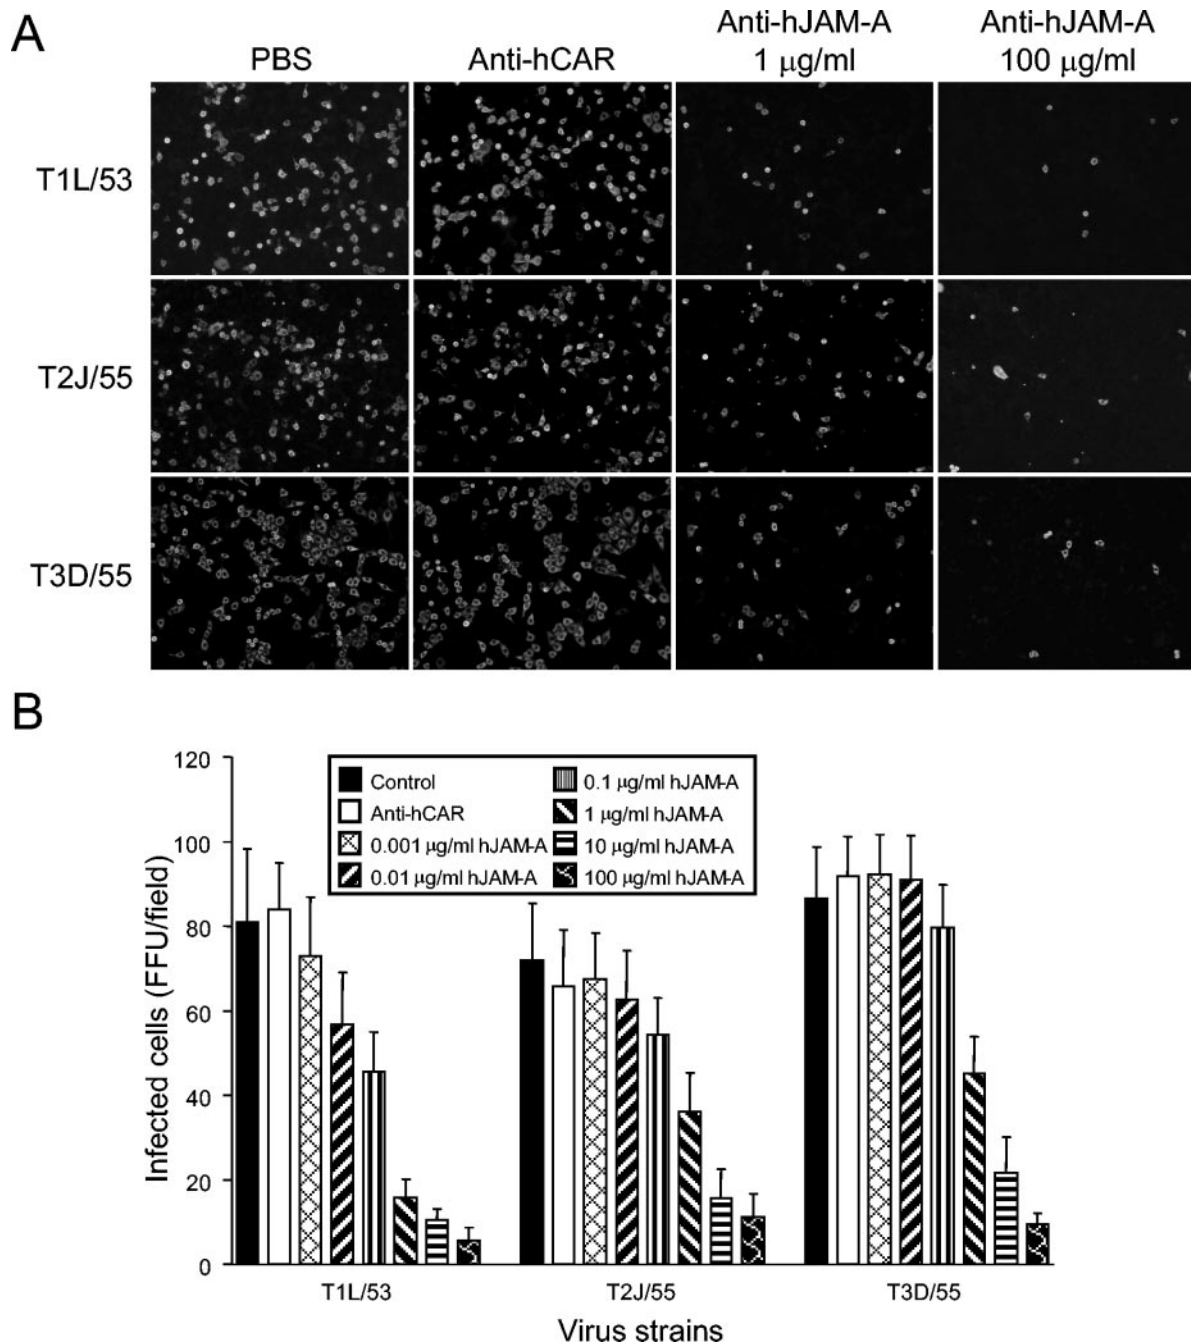 A
PBS
Anti-hCAR
Anti-hJAM-A
1 μg/ml
Anti-hJAM-A
100 μg/ml
T1L/53
T2J/55
T3D/55
B
120
100
80
60
40
20
0
Infected cells (FFU/field)
Control
Anti-hCAR
0.001 μg/ml hJAM-A
0.01 μg/ml hJAM-A
0.1 μg/ml hJAM-A
1 μg/ml hJAM-A
10 μg/ml hJAM-A
100 μg/ml hJAM-A
T1L/53
T2J/55
T3D/55
Virus strains